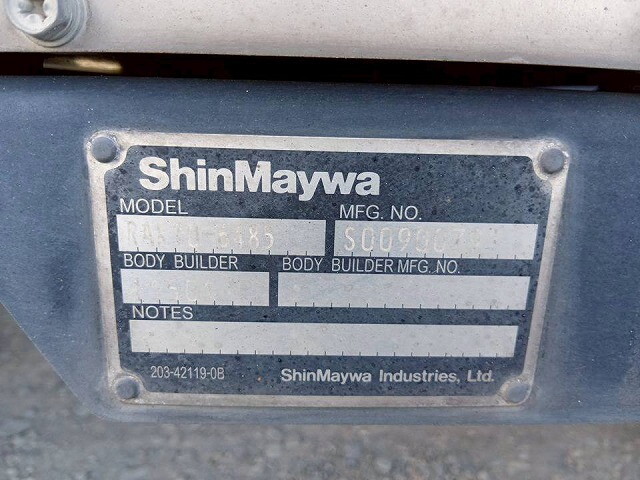 ShinMaywa
MODEL MFG. NO.
BODY BUILDER BODY BUILDER MFG. NO.
NOTES
203-42119-0B ShinMaywa Industries, Ltd.